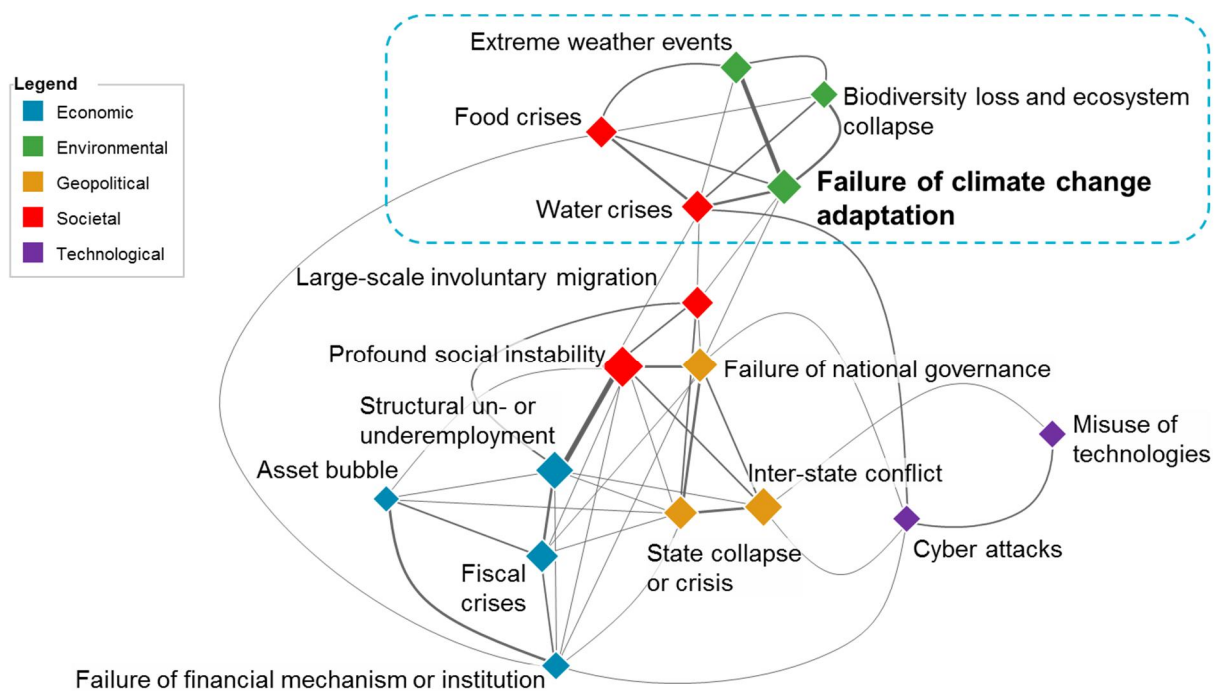 Extreme weather events
Legend
Economic
Environmental
Geopolitical
Societal
Technological
Food crises
Biodiversity loss and ecosystem
collapse
Failure of climate change
adaptation
Water crises
Large-scale involuntary migration
Profound social instability
Failure of national governance
Structural un- or
underemployment
Misuse of
technologies
Asset bubble
Inter-state conflict
State collapse
or crisis
Cyber attacks
Fiscal
crises
Failure of financial mechanism or institution